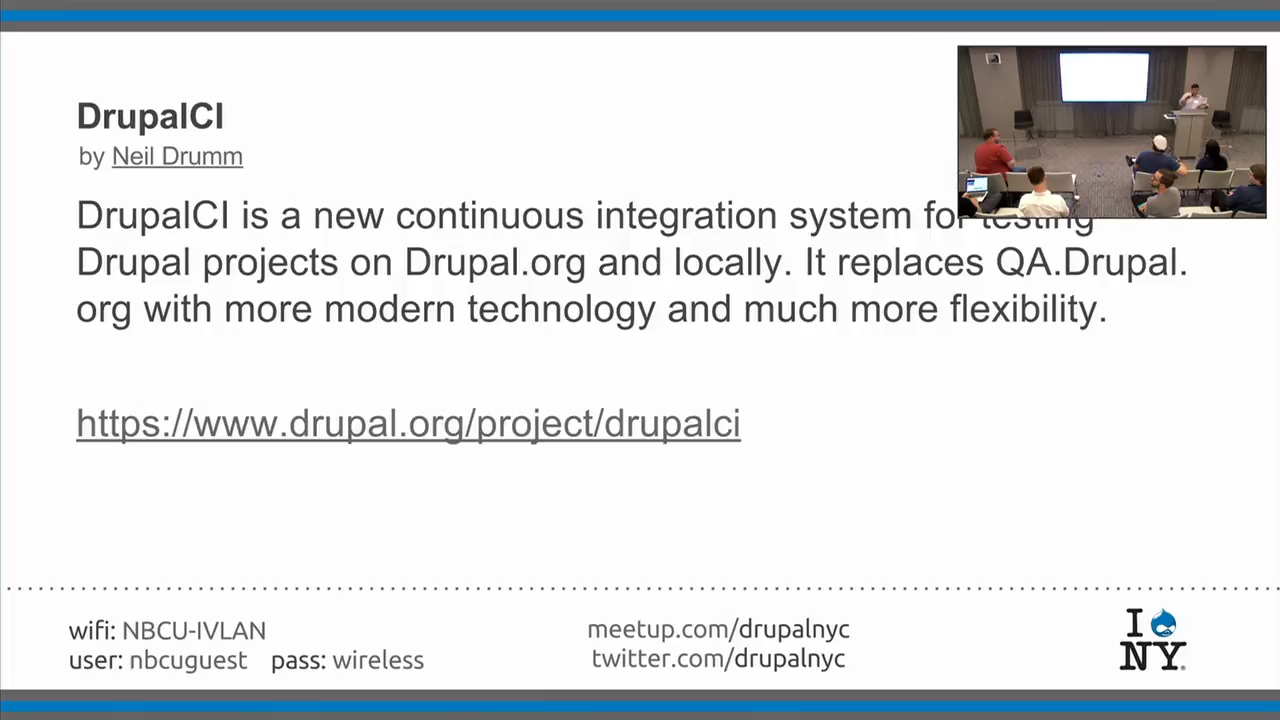 DrupalCI
by Neil Drumm
DrupalCI is a new continuous integration system for testing
Drupal projects on Drupal.org and locally. It replaces QA.Drupal.
org with more modern technology and much more flexibility.
https://www.drupal.org/project/drupalci
wifi: NBCU-IVLAN
user: nbcuguest pass: wireless
meetup.com/drupalnyc
twitter.com/drupalnyc
I
NY